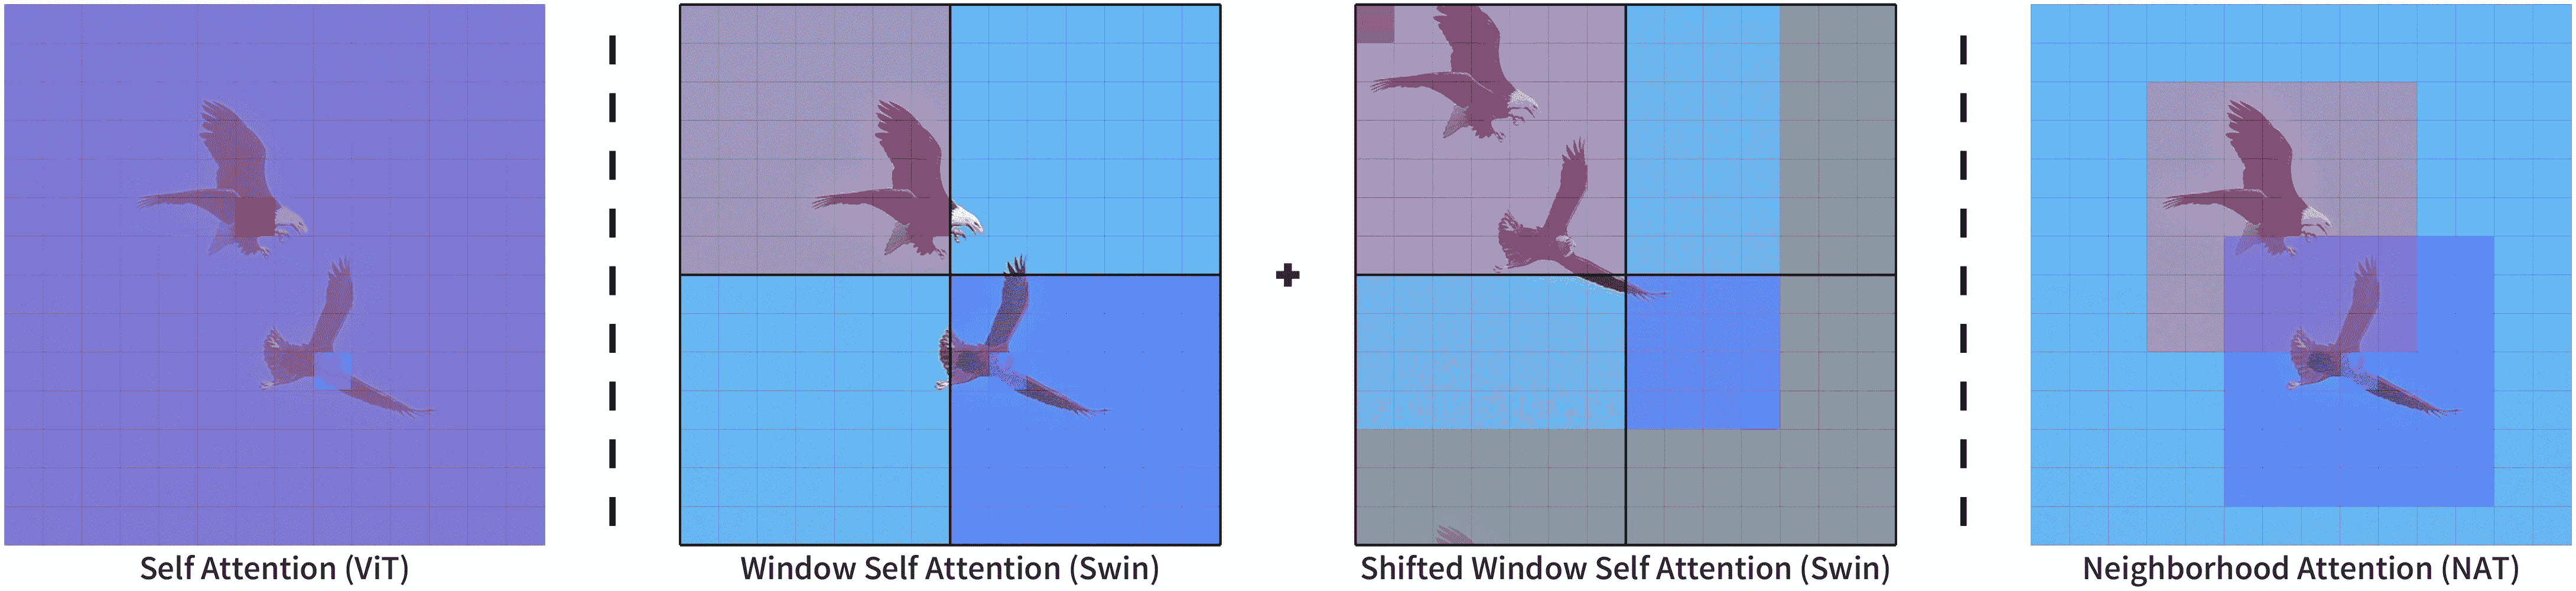 +
Self Attention (ViT)
Window Self Attention (Swin)
Shifted Window Self Attention (Swin)
Neighborhood Attention (NAT)